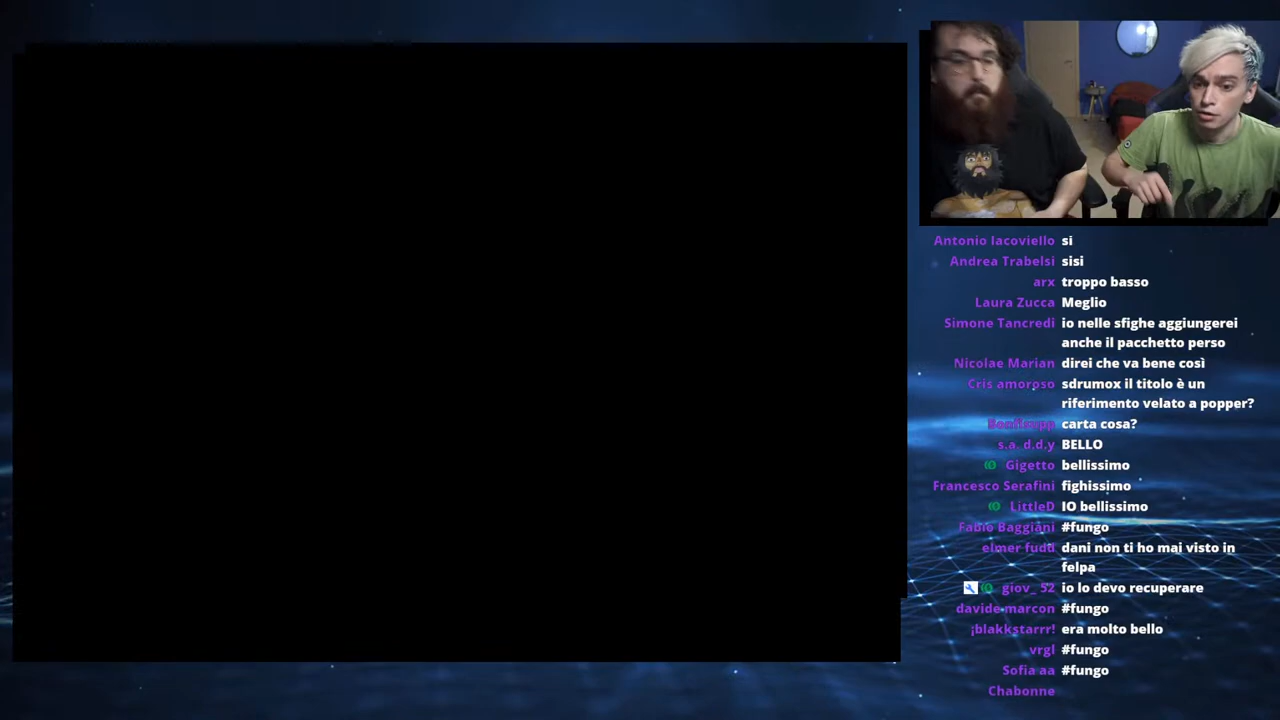 Antonio Iacoviello si
Andrea Trabelsi sisi
arx troppo basso
Laura Zucca Meglio
Simone Tancredi io nelle sfighe aggiungerei
anche il pacchetto perso
Nicolae Marian direi che va bene così
Cris amoroso sdrumox il titolo è un
riferimento velato a popper?
carta cosa?
s.a. d.d.y BELLO
Gigetto bellissimo
Francesco Serafini fighissimo
LittleD IO bellissimo
Fabio Baggiani #fungo
elmer fudd dani non ti ho mai visto in
felpa
giov_ 52 io lo devo recuperare
davide marcon #fungo
¡blakkstarrr! era molto bello
vrgl #fungo
Sofia aa #fungo
Chabonne